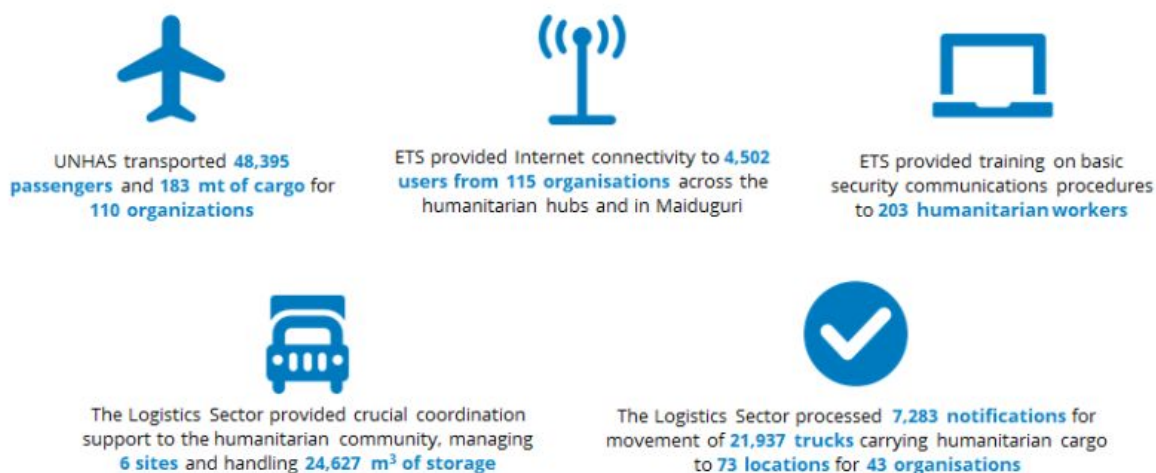 UNHAS transported 48,395
passengers and 183 mt of cargo for
110 organizations
ETS provided Internet connectivity to 4,502
users from 115 organisations across the
humanitarian hubs and in Maiduguri
ETS provided training on basic
security communications procedures
to 203 humanitarian workers
The Logistics Sector provided crucial coordination
support to the humanitarian community, managing
6 sites and handling 24,627 m³ of storage
The Logistics Sector processed 7,283 notifications for
movement of 21,937 trucks carrying humanitarian cargo
to 73 locations for 43 organisations